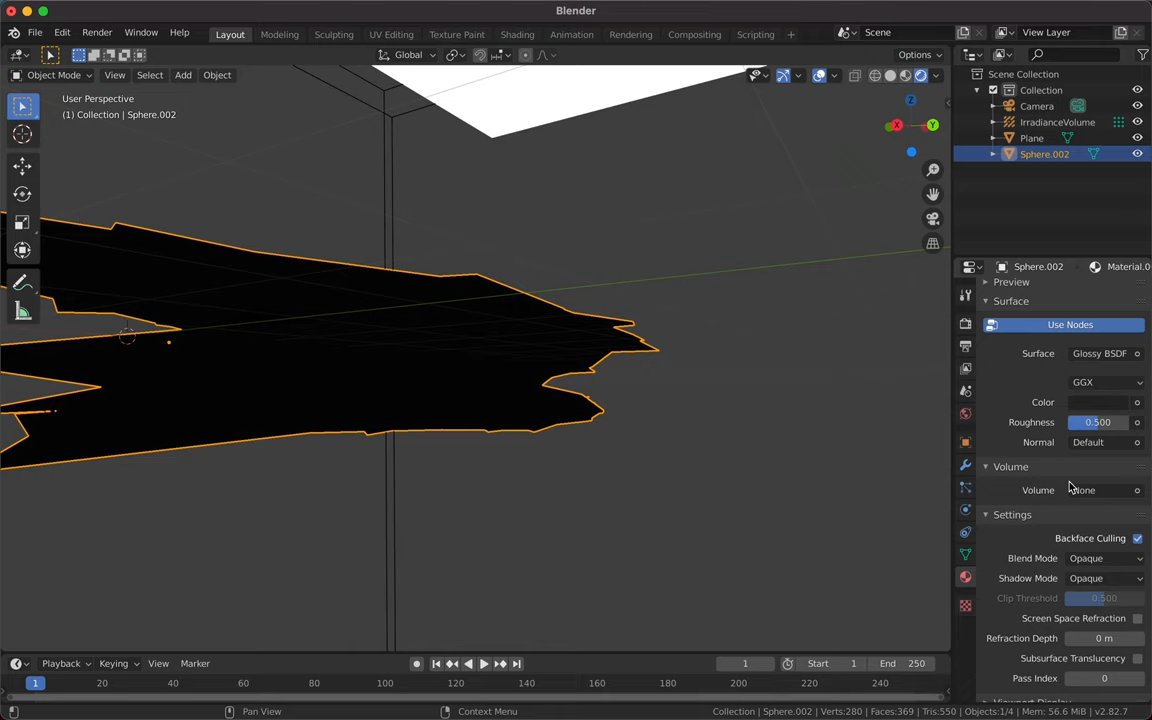 Blender
File Edit Render Window Help
Layout Modeling Sculpting UV Editing Texture Paint Shading Animation Rendering Compositing Scripting +
Scene
View Layer
Global
Options
Object Mode View Select Add Object
User Perspective
(1) Collection | Sphere.002
X
Y
Z
Scene Collection
Collection
Camera
IrradianceVolume
Plane
Sphere.002
Sphere.002
Material.0
Preview
Surface
Use Nodes
Surface Glossy BSDF
GGX
Color
Roughness 0.500
Normal Default
Volume
Volume None
Settings
Backface Culling
Blend Mode Opaque
Shadow Mode Opaque
Clip Threshold 0.500
Screen Space Refraction
Refraction Depth 0 m
Subsurface Translucency
Pass Index 0
Playback Keying View Marker
1
Start 1
End 250
1 20 40 60 80 100 120 140 160 180 200 220 240
Pan View
Context Menu
Collection | Sphere.002 | Verts:280 | Faces:369 | Tris:550 | Objects:1/4 | Mem: 56.6 MiB | v2.82.7